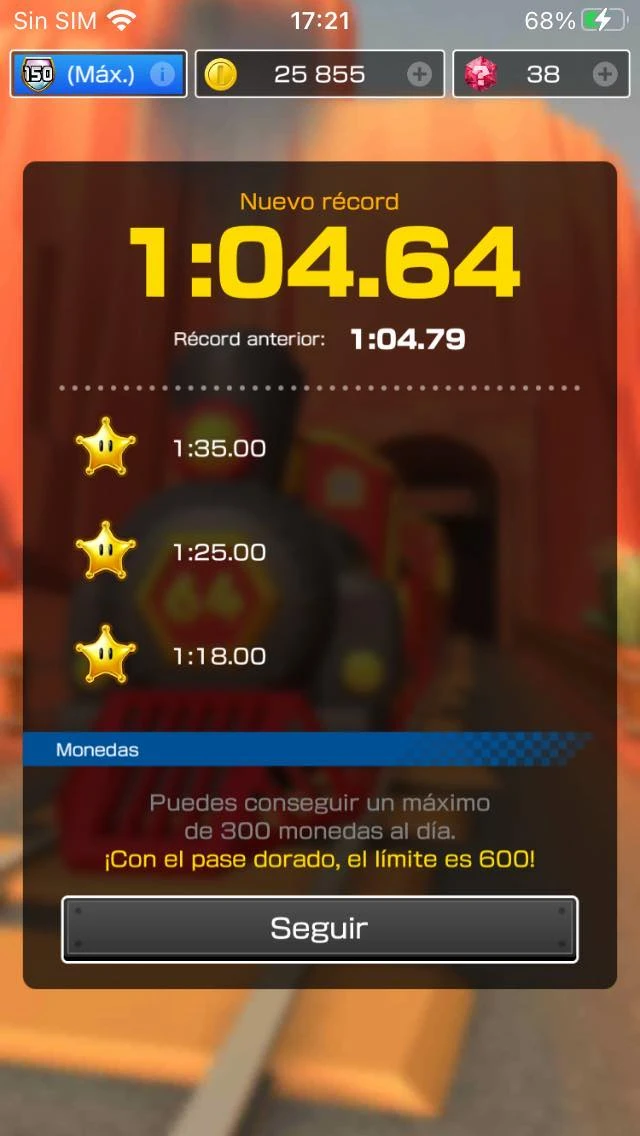 Sin SIM 17:21 68%
150 (Máx.) i 25 855 + ? 38 +
Nuevo récord
1:04.64
Récord anterior: 1:04.79
1:35.00
1:25.00
64
1:18.00
Monedas
Puedes conseguir un máximo
de 300 monedas al día.
¡Con el pase dorado, el límite es 600!
Seguir